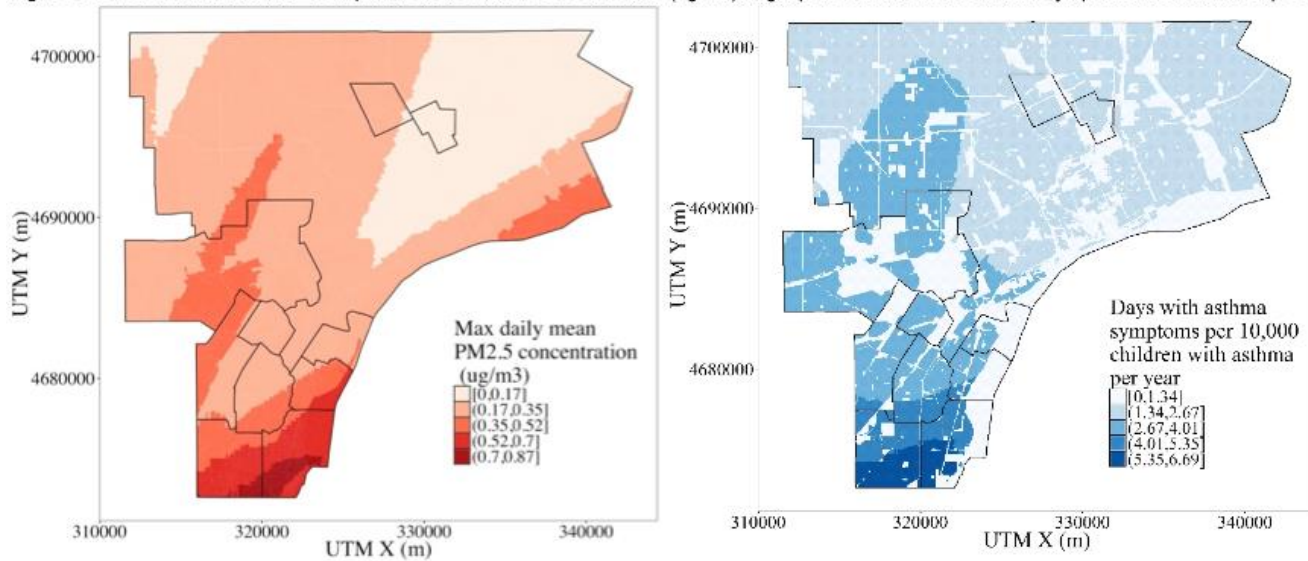 4700000
4690000
4680000
UTM Y (m)
310000 320000 330000 340000
UTM X (m)
Max daily mean
PM2.5 concentration
(ug/m3)
[0,0.17]
(0.17,0.35]
(0.35,0.52]
(0.52,0.7]
(0.7,0.87]
4700000
4690000
4680000
UTM Y (m)
310000 320000 330000 340000
UTM X (m)
Days with asthma
symptoms per 10,000
children with asthma
per year
[0,1.34]
(1.34,2.67]
(2.67,4.01]
(4.01,5.35]
(5.35,6.69]